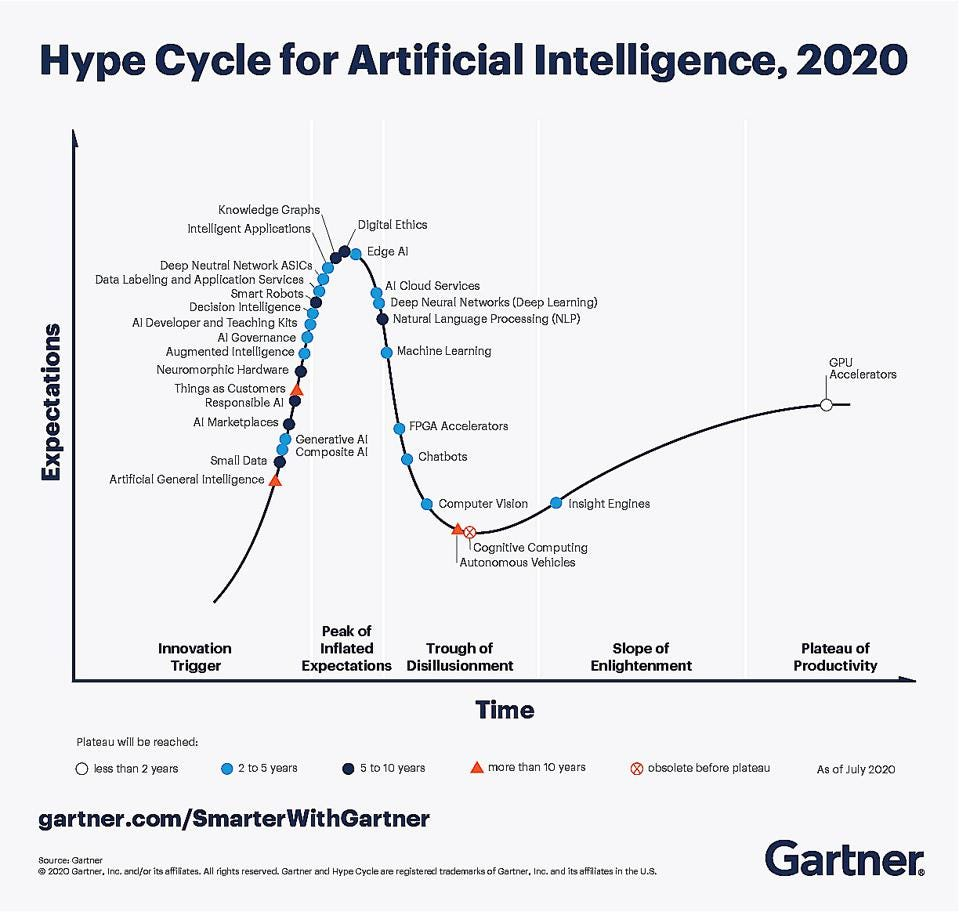 Hype Cycle for Artificial Intelligence, 2020
Expectations
Knowledge Graphs
Intelligent Applications
Deep Neutral Network ASICs
Data Labeling and Application Services
Smart Robots
Decision Intelligence
AI Developer and Teaching Kits
AI Governance
Augmented Intelligence
Neuromorphic Hardware
Things as Customers
Responsible AI
AI Marketplaces
Generative AI
Composite AI
Small Data
Artificial General Intelligence
Digital Ethics
Edge AI
AI Cloud Services
Deep Neural Networks (Deep Learning)
Natural Language Processing (NLP)
Machine Learning
FPGA Accelerators
Chatbots
Computer Vision
Cognitive Computing
Autonomous Vehicles
Insight Engines
GPU
Accelerators
Innovation
Trigger
Peak of
Inflated
Expectations
Trough of
Disillusionment
Slope of
Enlightenment
Plateau of
Productivity
Time
Plateau will be reached:
less than 2 years
2 to 5 years
5 to 10 years
more than 10 years
obsolete before plateau
As of July 2020
gartner.com/SmarterWithGartner
Source: Gartner
© 2020 Gartner, Inc. and/or its affiliates. All rights reserved. Gartner and Hype Cycle are registered trademarks of Gartner, Inc. and its affiliates in the U.S.
Gartner®